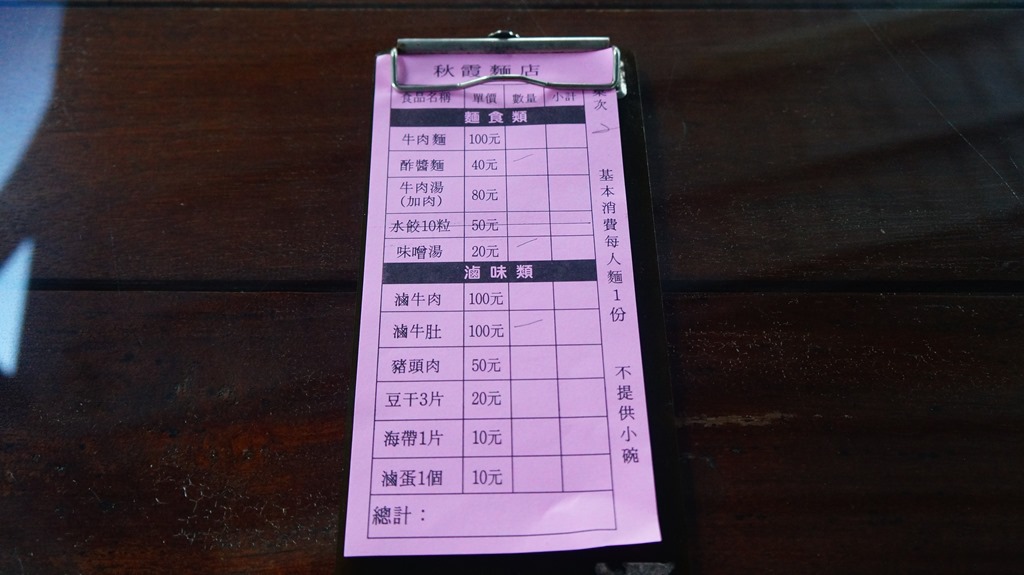 秋霞麵店
食品名稱 單價 數量 小計
麵食類
牛肉麵 100元
酢醬麵 40元
牛肉湯
(加肉) 80元
水餃10粒 50元
味噌湯 20元
滷味類
滷牛肉 100元
滷牛肚 100元
豬頭肉 50元
豆干3片 20元
海帶1片 10元
滷蛋1個 10元
總計：
桌次
基本消費每人麵1份
不提供小碗